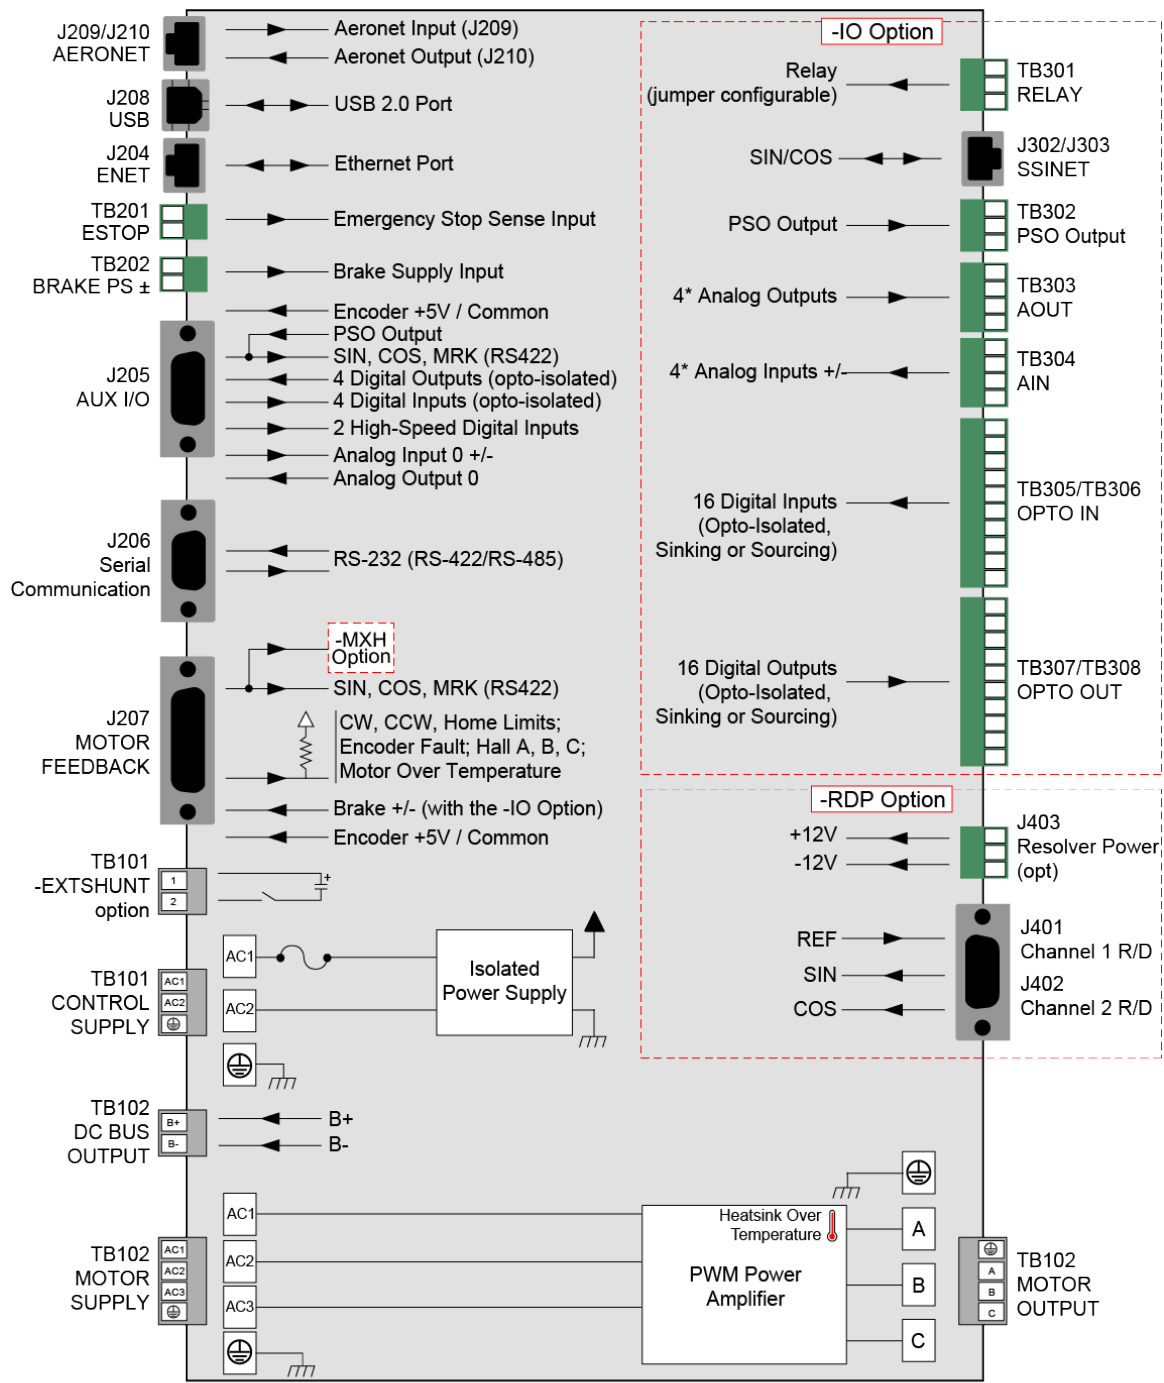 J209/J210
AERONET
Aeronet Input (J209)
Aeronet Output (J210)
J208
USB
USB 2.0 Port
J204
ENET
Ethernet Port
TB201
ESTOP
Emergency Stop Sense Input
TB202
BRAKE PS ±
Brake Supply Input
J205
AUX I/O
Encoder +5V / Common
PSO Output
SIN, COS, MRK (RS422)
4 Digital Outputs (opto-isolated)
4 Digital Inputs (opto-isolated)
2 High-Speed Digital Inputs
Analog Input 0 +/-
Analog Output 0
J206
Serial
Communication
RS-232 (RS-422/RS-485)
J207
MOTOR
FEEDBACK
-MXH
Option
SIN, COS, MRK (RS422)
CW, CCW, Home Limits;
Encoder Fault; Hall A, B, C;
Motor Over Temperature
Brake +/- (with the -IO Option)
Encoder +5V / Common
TB101
-EXTSHUNT
option
1
2
+
TB101
CONTROL
SUPPLY
AC1
AC2
AC1
AC2
Isolated
Power Supply
TB102
DC BUS
OUTPUT
B+
B-
B+
B-
TB102
MOTOR
SUPPLY
AC1
AC2
AC3
AC1
AC2
AC3
Heatsink Over
Temperature
PWM Power
Amplifier
A
B
C
A
B
C
TB102
MOTOR
OUTPUT
-IO Option
Relay
(jumper configurable)
TB301
RELAY
SIN/COS
J302/J303
SSINET
PSO Output
TB302
PSO Output
4* Analog Outputs
TB303
AOUT
4* Analog Inputs +/-
TB304
AIN
16 Digital Inputs
(Opto-Isolated,
Sinking or Sourcing)
TB305/TB306
OPTO IN
16 Digital Outputs
(Opto-Isolated,
Sinking or Sourcing)
TB307/TB308
OPTO OUT
-RDP Option
+12V
-12V
J403
Resolver Power
(opt)
REF
SIN
COS
J401
Channel 1 R/D
J402
Channel 2 R/D